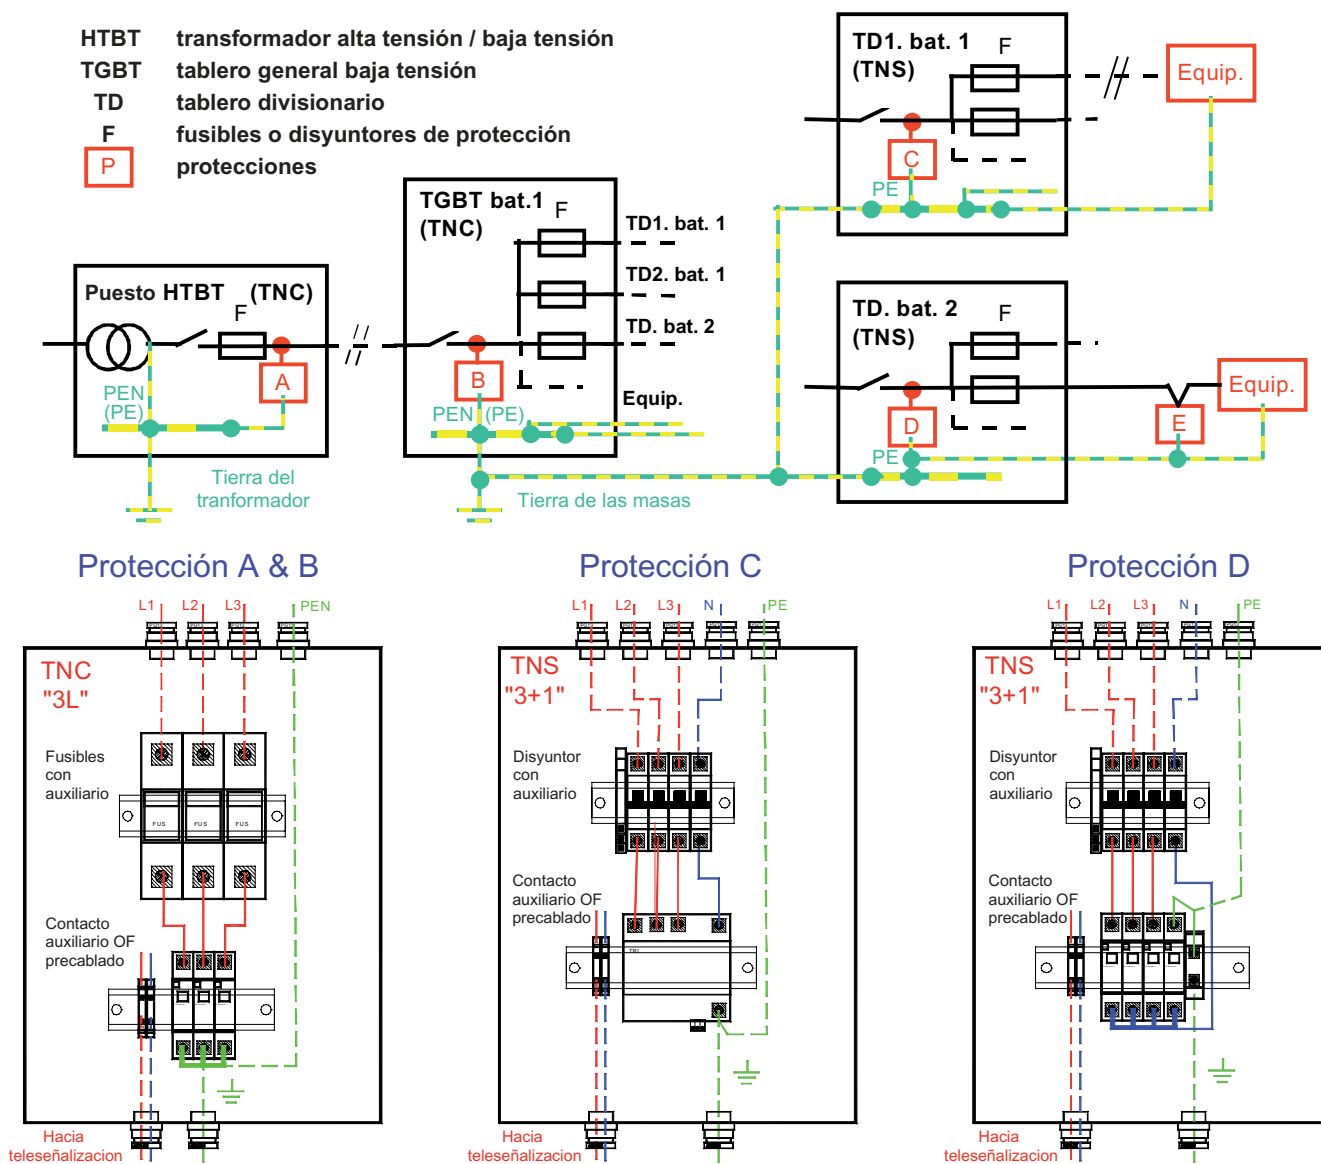 HTBT transformador alta tensión / baja tensión
TGBT tablero general baja tensión
TD tablero divisionario
F fusibles o disyuntores de protección
P protecciones
Puesto HTBT (TNC)
F
A
PEN
(PE)
Tierra del
tranformador
TGBT bat.1
(TNC)
F
TD1. bat. 1
TD2. bat. 1
TD. bat. 2
B
Equip.
PEN (PE)
Tierra de las masas
TD1. bat. 1
(TNS)
F
Equip.
C
PE
TD. bat. 2
(TNS)
F
Equip.
D
E
PE
Protección A & B
L1 L2 L3 PEN
TNC
"3L"
Fusibles
con
auxiliario
FUS FUS FUS
Contacto
auxiliario OF
precablado
Hacia
teleseñalizacion
Protección C
L1 L2 L3 N PE
TNS
"3+1"
Disyuntor
con
auxiliario
Contacto
auxiliario OF
precablado
Hacia
teleseñalizacion
Protección D
L1 L2 L3 N PE
TNS
"3+1"
Disyuntor
con
auxiliario
Contacto
auxiliario OF
precablado
Hacia
teleseñalizacion